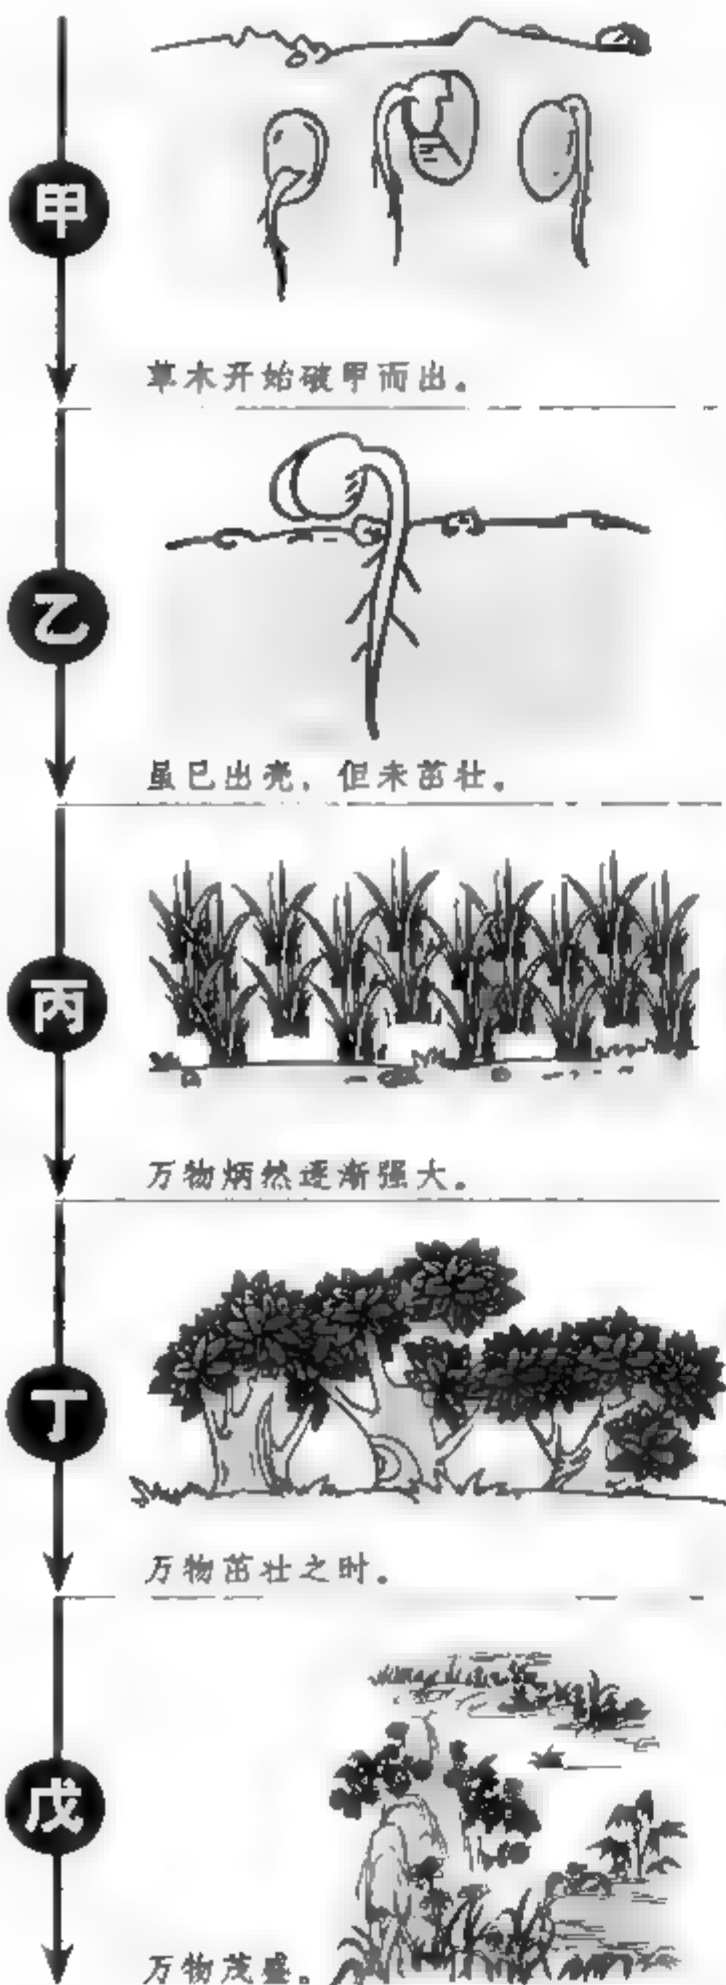 甲
草木开始破甲而出。
乙
虽已出壳，但未茁壮。
丙
万物炳然逐渐强大。
丁
万物茁壮之时。
戊
万物茂盛。